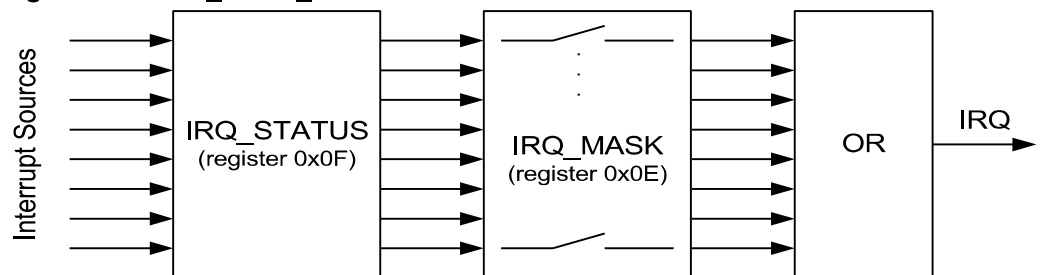 Interrupt Sources
IRQ_STATUS
(register 0x0F)
IRQ_MASK
(register 0x0E)
OR
IRQ